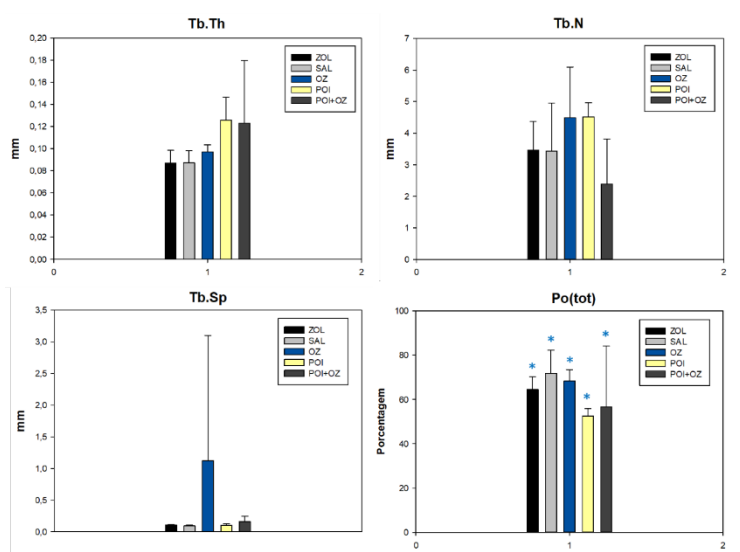 Tb.Th
0,20
0,18
0,16
0,14
0,12
0,10
0,08
0,06
0,04
0,02
0,00
mm
ZOL
SAL
OZ
POI
POI+OZ
0
1
2
Tb.N
7
6
5
4
3
2
1
0
mm
ZOL
SAL
OZ
POI
POI+OZ
0
1
2
Tb.Sp
3,5
3,0
2,5
2,0
1,5
1,0
0,5
0,0
mm
ZOL
SAL
OZ
POI
POI+OZ
Po(tot)
100
80
60
40
20
0
Porcentagem
* * * * *
ZOL
SAL
OZ
POI
POI+OZ
0
1
2